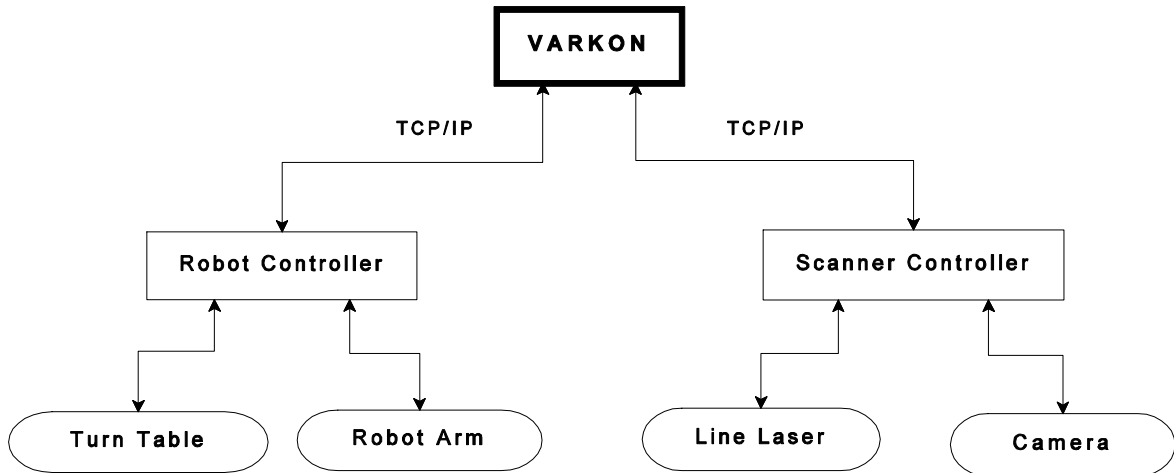 VARKON
TCP/IP
TCP/IP
Robot Controller
Scanner Controller
Turn Table
Robot Arm
Line Laser
Camera